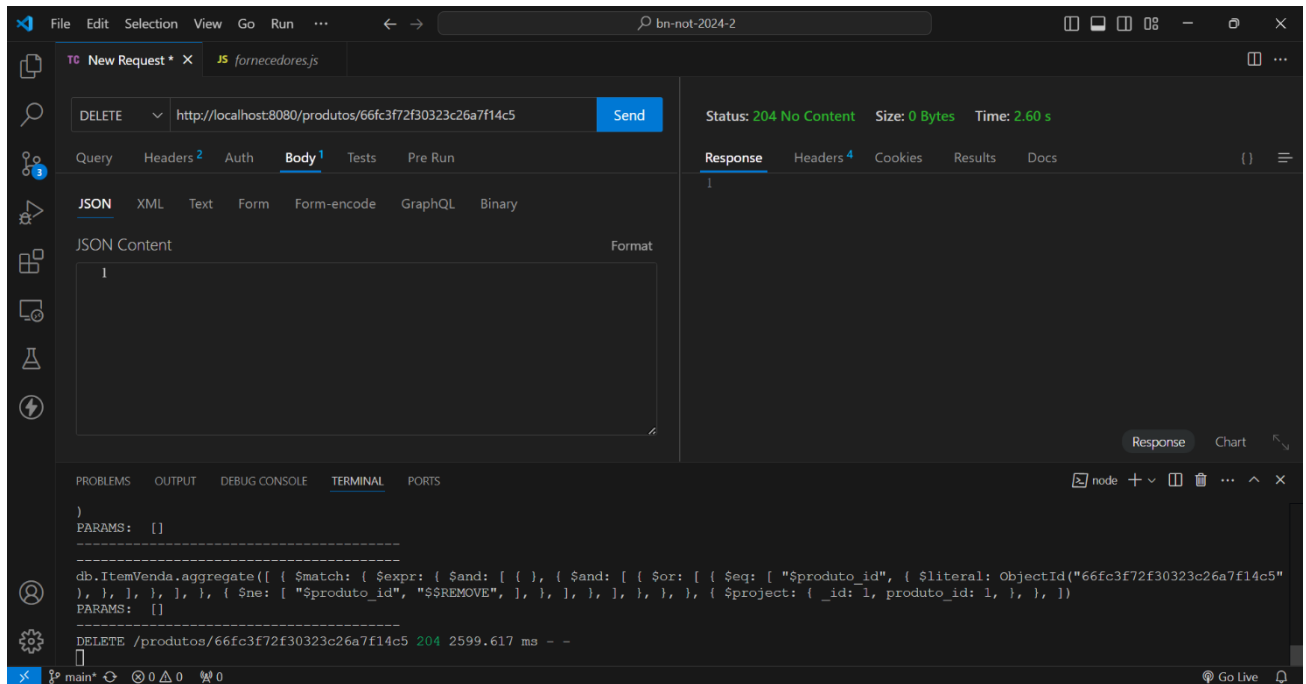 File Edit Selection View Go Run ··· ← → bn-not-2024-2
TC New Request * × JS fornecedores.js ···
DELETE http://localhost:8080/produtos/66fc3f72f30323c26a7f14c5 Send
Status: 204 No Content Size: 0 Bytes Time: 2.60 s
Query Headers 2 Auth Body 1 Tests Pre Run
Response Headers 4 Cookies Results Docs { }
1
3
JSON XML Text Form Form-encode GraphQL Binary
JSON Content Format
1
Response Chart
PROBLEMS OUTPUT DEBUG CONSOLE TERMINAL PORTS node
)
PARAMS: []
----------------------------------------
----------------------------------------
db.ItemVenda.aggregate([ { $match: { $expr: { $and: [ { }, { $and: [ { $or: [ { $eq: [ "$produto_id", { $literal: ObjectId("66fc3f72f30323c26a7f14c5"
), }, ], }, ], }, { $ne: [ "$produto_id", "$$REMOVE", ], }, ], }, ], }, }, }, { $project: { _id: 1, produto_id: 1, }, }, ])
PARAMS: []
----------------------------------------
DELETE /produtos/66fc3f72f30323c26a7f14c5 204 2599.617 ms - -
main* 0 0 0 Go Live